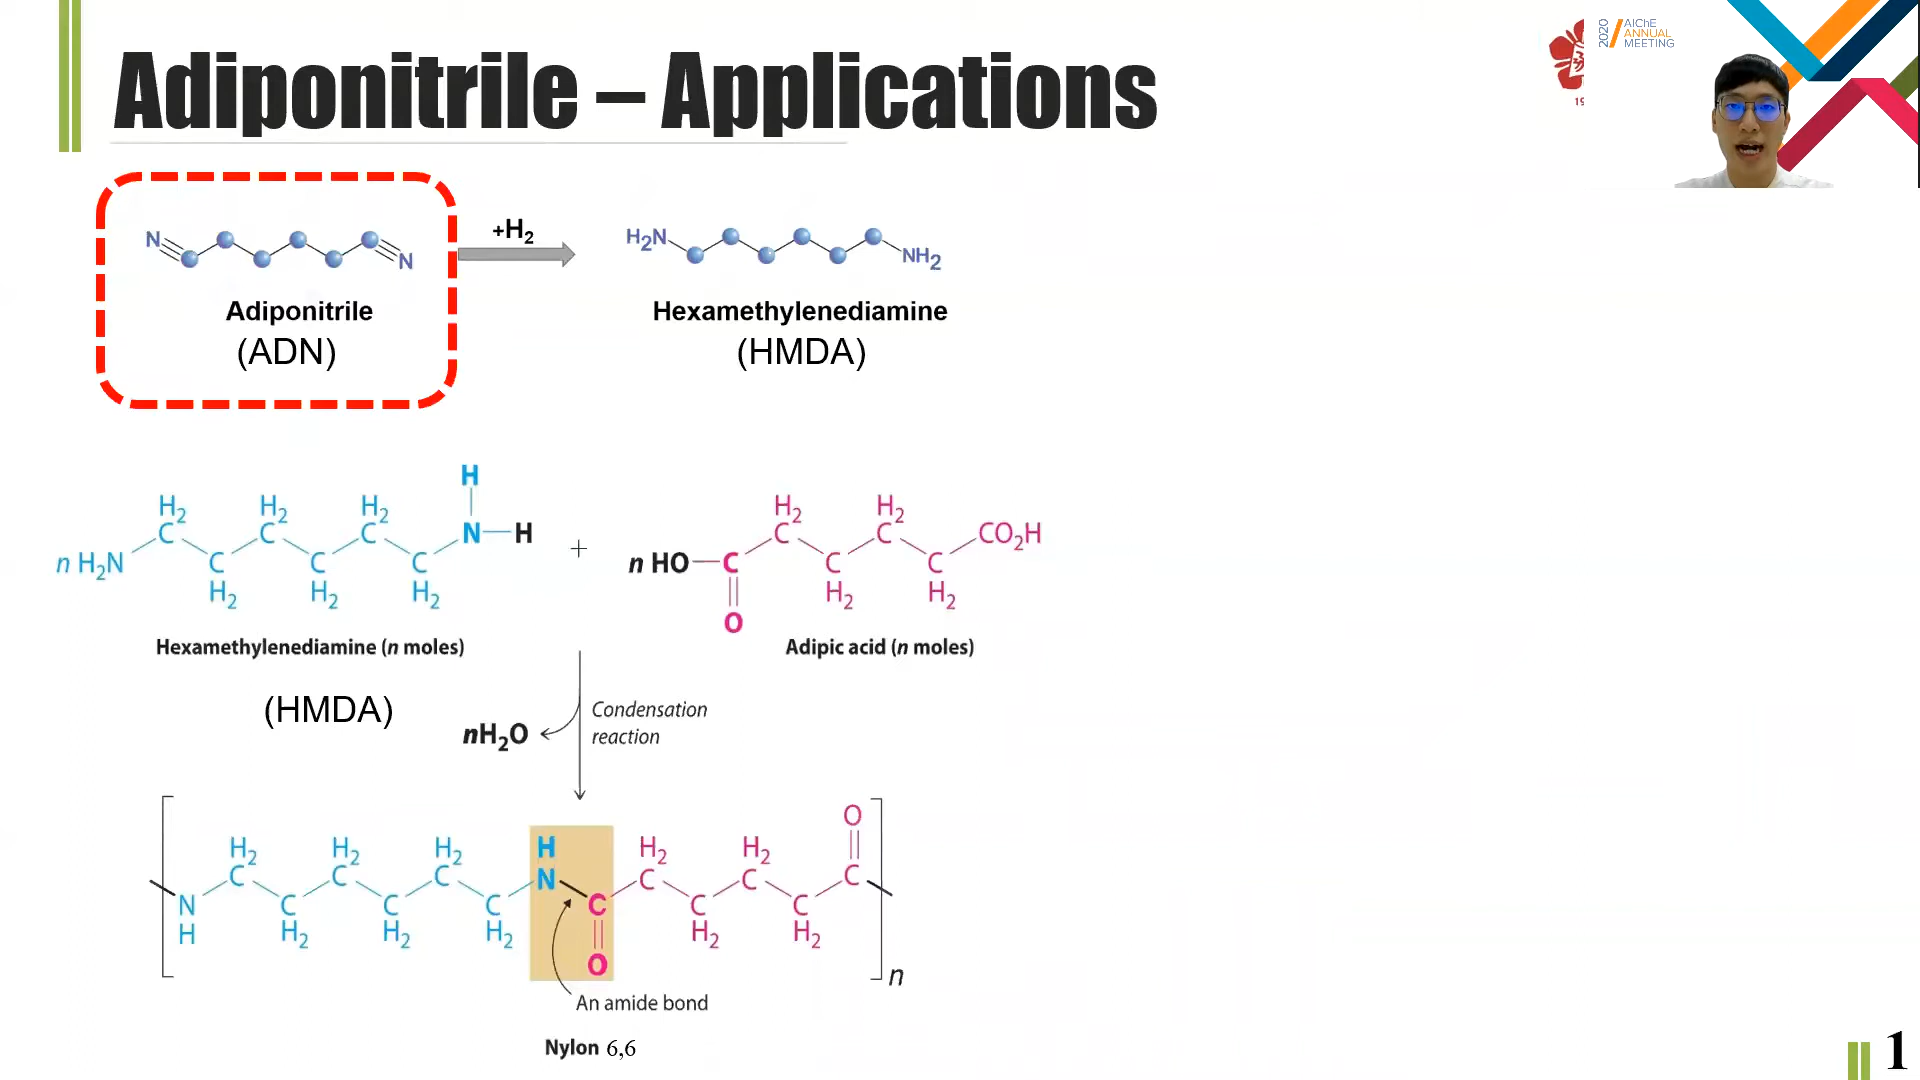 Adiponitrile – Applications
2020 AIChE ANNUAL MEETING
19
N N
+H2
H2N NH2
Adiponitrile
(ADN)
Hexamethylenediamine
(HMDA)
H
H2 H2 H2 N H
C C C
n H2N C C C
H2 H2 H2
+
H2 H2
C C CO2H
n HO C C C
O H2 H2
Hexamethylenediamine (n moles)
Adipic acid (n moles)
(HMDA)
nH2O
Condensation
reaction
O
H2 H2 H2 H H2 H2
C C C N C C C
N C C C C C C
H H2 H2 H2 O H2 H2
n
An amide bond
Nylon 6,6
1